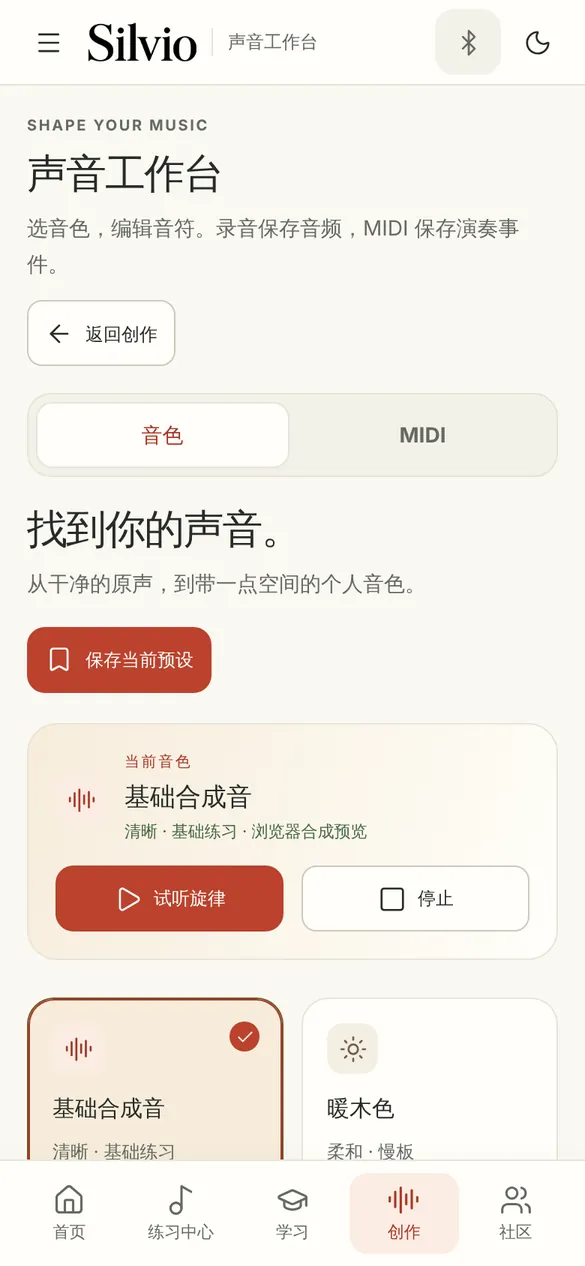 Silvio
声音工作台
SHAPE YOUR MUSIC
声音工作台
选音色，编辑音符。录音保存音频，MIDI 保存演奏事
件。
返回创作
音色
MIDI
找到你的声音。
从干净的原声，到带一点空间的个人音色。
保存当前预设
当前音色
基础合成音
清晰 · 基础练习 · 浏览器合成预览
试听旋律
停止
基础合成音
清晰 · 基础练习
暖木色
柔和 · 慢板
首页
练习中心
学习
创作
社区